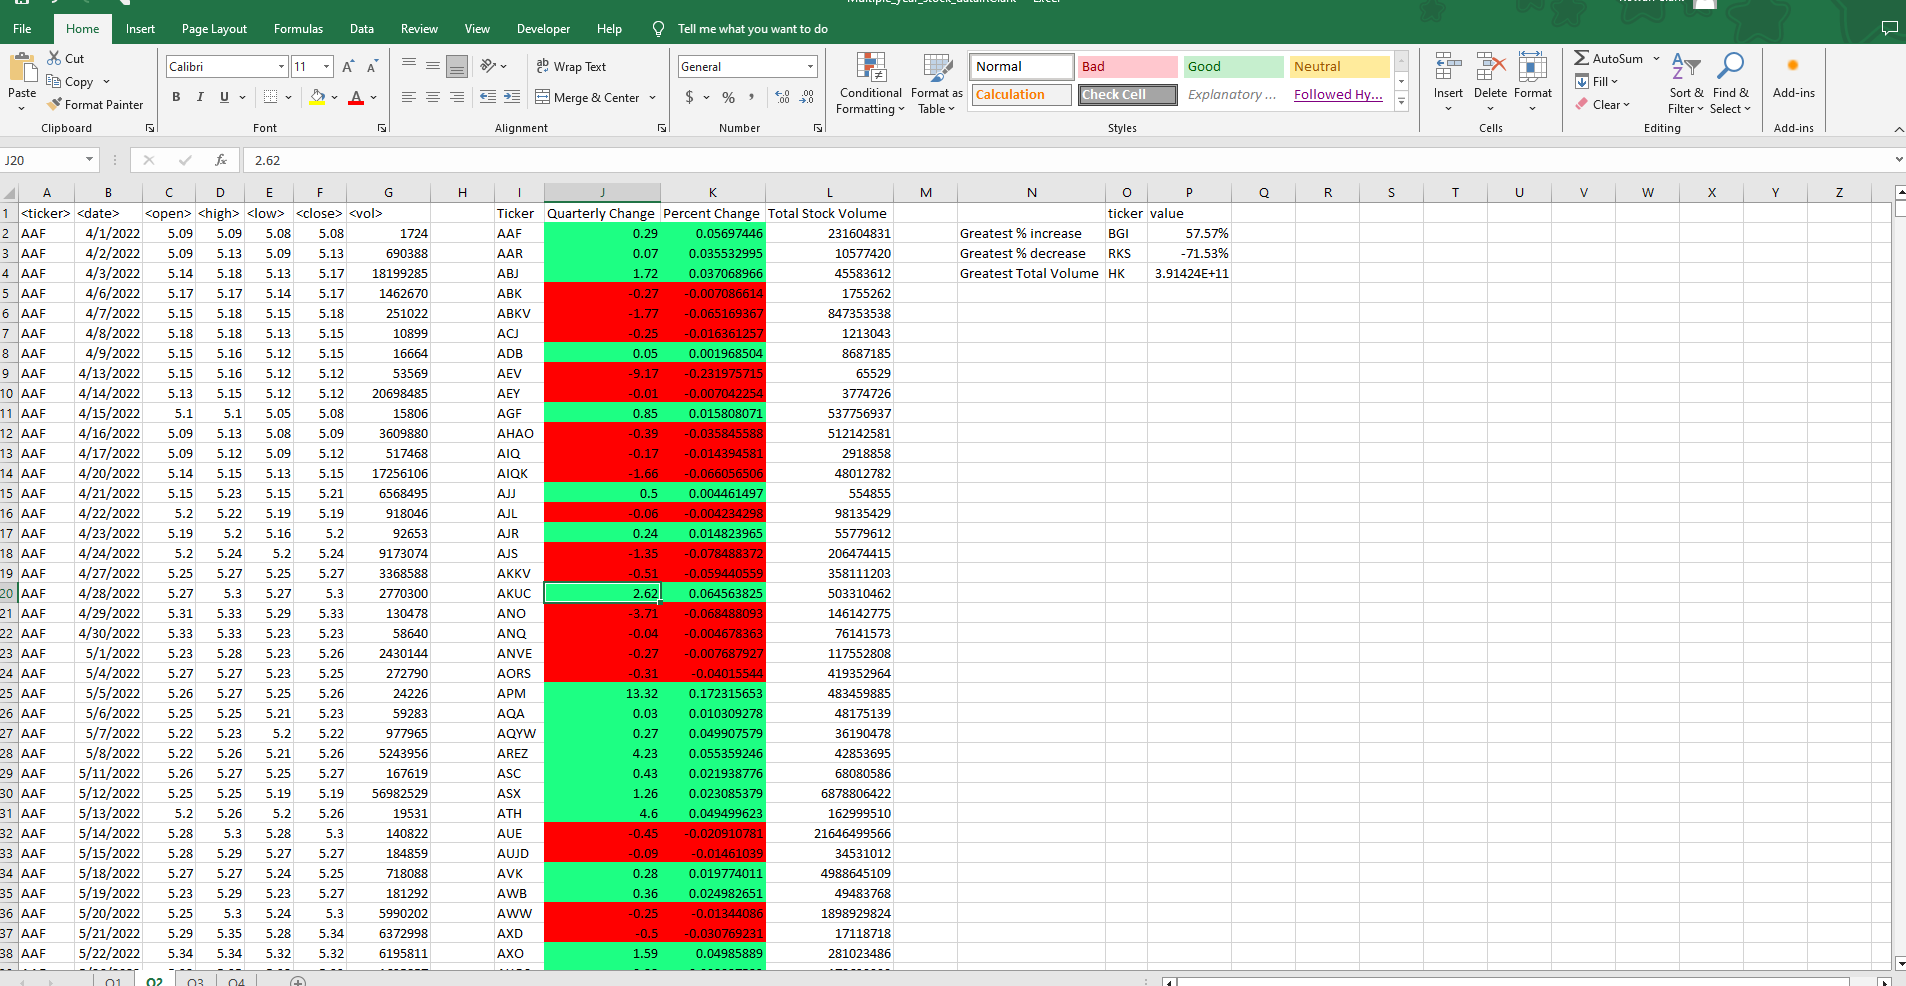 File Home Insert Page Layout Formulas Data Review View Developer Help Tell me what you want to do
Cut
Copy
Format Painter
Paste
Clipboard
Calibri 11
B I U
Font
Wrap Text
Merge & Center
Alignment
General
$ % ,
Number
Conditional Formatting
Format as Table
Normal Bad Good Neutral
Calculation Check Cell Explanatory ... Followed Hy...
Styles
Insert Delete Format
Cells
AutoSum
Fill
Clear
Sort & Filter
Find & Select
Editing
Add-ins
Add-ins
J20 fx 2.62
A B C D E F G H I J K L M N O P Q R S T U V W X Y Z
1 <ticker> <date> <open> <high> <low> <close> <vol> Ticker Quarterly Change Percent Change Total Stock Volume ticker value
2 AAF 4/1/2022 5.09 5.09 5.08 5.08 1724 AAF 0.29 0.05697446 231604831 Greatest % increase BGI 57.57%
3 AAF 4/2/2022 5.09 5.13 5.09 5.13 690388 AAR 0.07 0.035532995 10577420 Greatest % decrease RKS -71.53%
4 AAF 4/3/2022 5.14 5.18 5.13 5.17 18199285 ABJ 1.72 0.037068966 45583612 Greatest Total Volume HK 3.91424E+11
5 AAF 4/6/2022 5.17 5.17 5.14 5.17 1462670 ABK -0.27 -0.007086614 1755262
6 AAF 4/7/2022 5.15 5.18 5.15 5.18 251022 ABKV -1.77 -0.065169367 847353538
7 AAF 4/8/2022 5.18 5.18 5.13 5.15 10899 ACJ -0.25 -0.016361257 1213043
8 AAF 4/9/2022 5.15 5.16 5.12 5.15 16664 ADB 0.05 0.001968504 8687185
9 AAF 4/13/2022 5.15 5.16 5.12 5.12 53569 AEV -9.17 -0.231975715 65529
10 AAF 4/14/2022 5.13 5.15 5.12 5.12 20698485 AEY -0.01 -0.007042254 3774726
11 AAF 4/15/2022 5.1 5.1 5.05 5.08 15806 AGF 0.85 0.015808071 537756937
12 AAF 4/16/2022 5.09 5.13 5.08 5.09 3609880 AHAO -0.39 -0.035845588 512142581
13 AAF 4/17/2022 5.09 5.12 5.09 5.12 517468 AIQ -0.17 -0.014394581 2918858
14 AAF 4/20/2022 5.14 5.15 5.13 5.15 17256106 AIQK -1.66 -0.066056506 48012782
15 AAF 4/21/2022 5.15 5.23 5.15 5.21 6568495 AJJ 0.5 0.004461497 554855
16 AAF 4/22/2022 5.2 5.22 5.19 5.19 918046 AJL -0.06 -0.004234298 98135429
17 AAF 4/23/2022 5.19 5.2 5.16 5.2 92653 AJR 0.24 0.014823965 55779612
18 AAF 4/24/2022 5.2 5.24 5.2 5.24 9173074 AJS -1.35 -0.078488372 206474415
19 AAF 4/27/2022 5.25 5.27 5.25 5.27 3368588 AKKV -0.51 -0.059440559 358111203
20 AAF 4/28/2022 5.27 5.3 5.27 5.3 2770300 AKUC 2.62 0.064563825 503310462
21 AAF 4/29/2022 5.31 5.33 5.29 5.33 130478 ANO -3.71 -0.068488093 146142775
22 AAF 4/30/2022 5.33 5.33 5.23 5.23 58640 ANQ -0.04 -0.004678363 76141573
23 AAF 5/1/2022 5.23 5.28 5.23 5.26 2430144 ANVE -0.27 -0.007687927 117552808
24 AAF 5/4/2022 5.27 5.27 5.23 5.25 272790 AORS -0.31 -0.04015544 419352964
25 AAF 5/5/2022 5.26 5.27 5.25 5.26 24226 APM 13.32 0.172315653 483459885
26 AAF 5/6/2022 5.25 5.25 5.21 5.23 59283 AQA 0.03 0.010309278 48175139
27 AAF 5/7/2022 5.22 5.23 5.2 5.22 977965 AQYW 0.27 0.049907579 36190478
28 AAF 5/8/2022 5.22 5.26 5.21 5.26 5243956 AREZ 4.23 0.055359246 42853695
29 AAF 5/11/2022 5.26 5.27 5.25 5.27 167619 ASC 0.43 0.021938776 68080586
30 AAF 5/12/2022 5.25 5.25 5.19 5.19 56982529 ASX 1.26 0.023085379 6878806422
31 AAF 5/13/2022 5.2 5.26 5.2 5.26 19531 ATH 4.6 0.049499623 162999510
32 AAF 5/14/2022 5.28 5.3 5.28 5.3 140822 AUE -0.45 -0.020910781 21646499566
33 AAF 5/15/2022 5.28 5.29 5.27 5.27 184859 AUJD -0.09 -0.01461039 34531012
34 AAF 5/18/2022 5.27 5.27 5.24 5.25 718088 AVK 0.28 0.019774011 4988645109
35 AAF 5/19/2022 5.23 5.29 5.23 5.27 181292 AWB 0.36 0.024982651 49483768
36 AAF 5/20/2022 5.25 5.3 5.24 5.3 5990202 AWW -0.25 -0.01344086 1898929824
37 AAF 5/21/2022 5.29 5.35 5.28 5.34 6372998 AXD -0.5 -0.030769231 17118718
38 AAF 5/22/2022 5.34 5.34 5.32 5.32 6195811 AXO 1.59 0.04985889 281023486
Q1 Q2 Q3 Q4